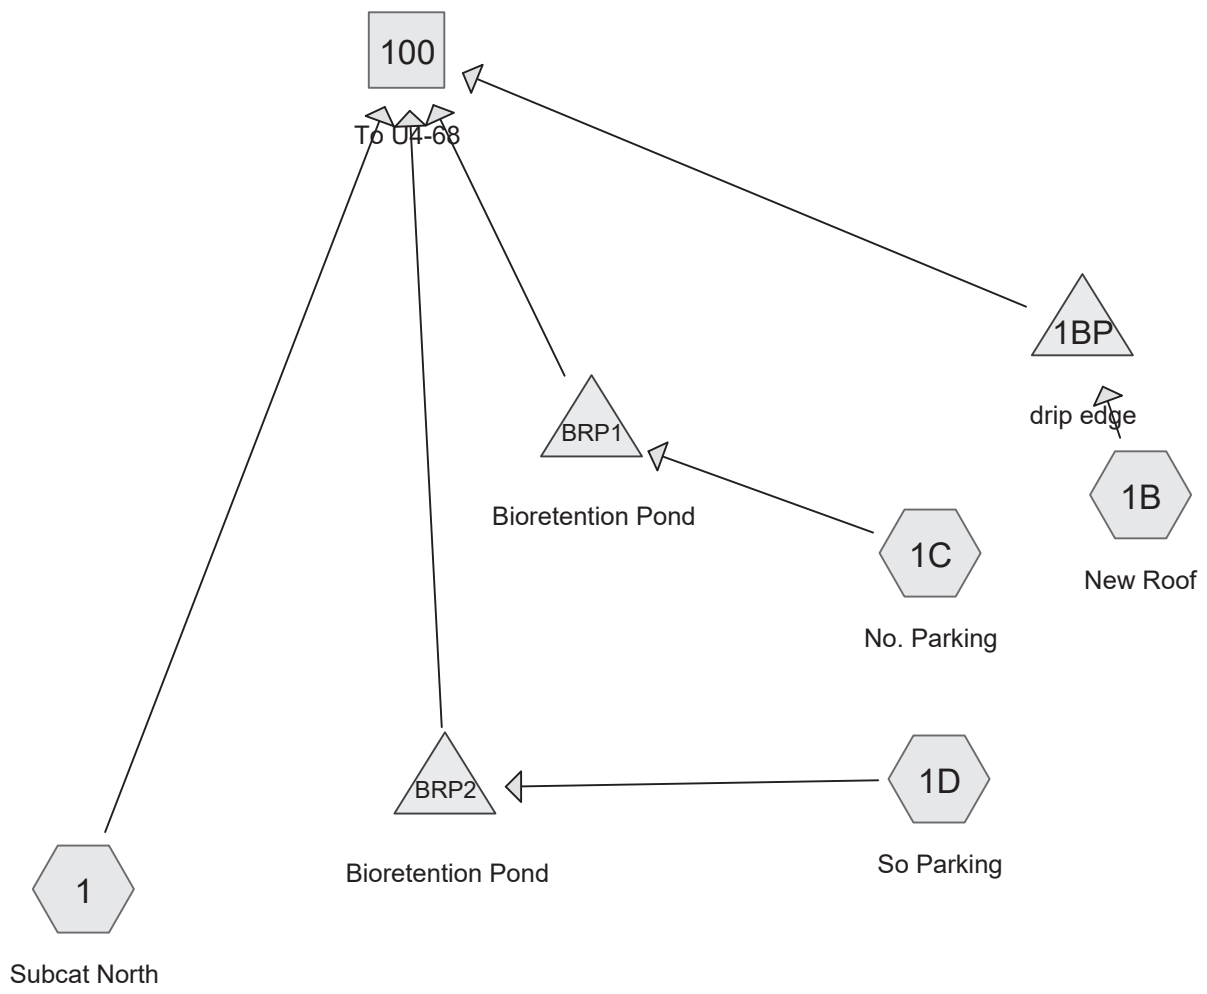 100
To U4-68
1BP
drip edge
BRP1
Bioretention Pond
1B
New Roof
1C
No. Parking
BRP2
Bioretention Pond
1D
So Parking
1
Subcat North